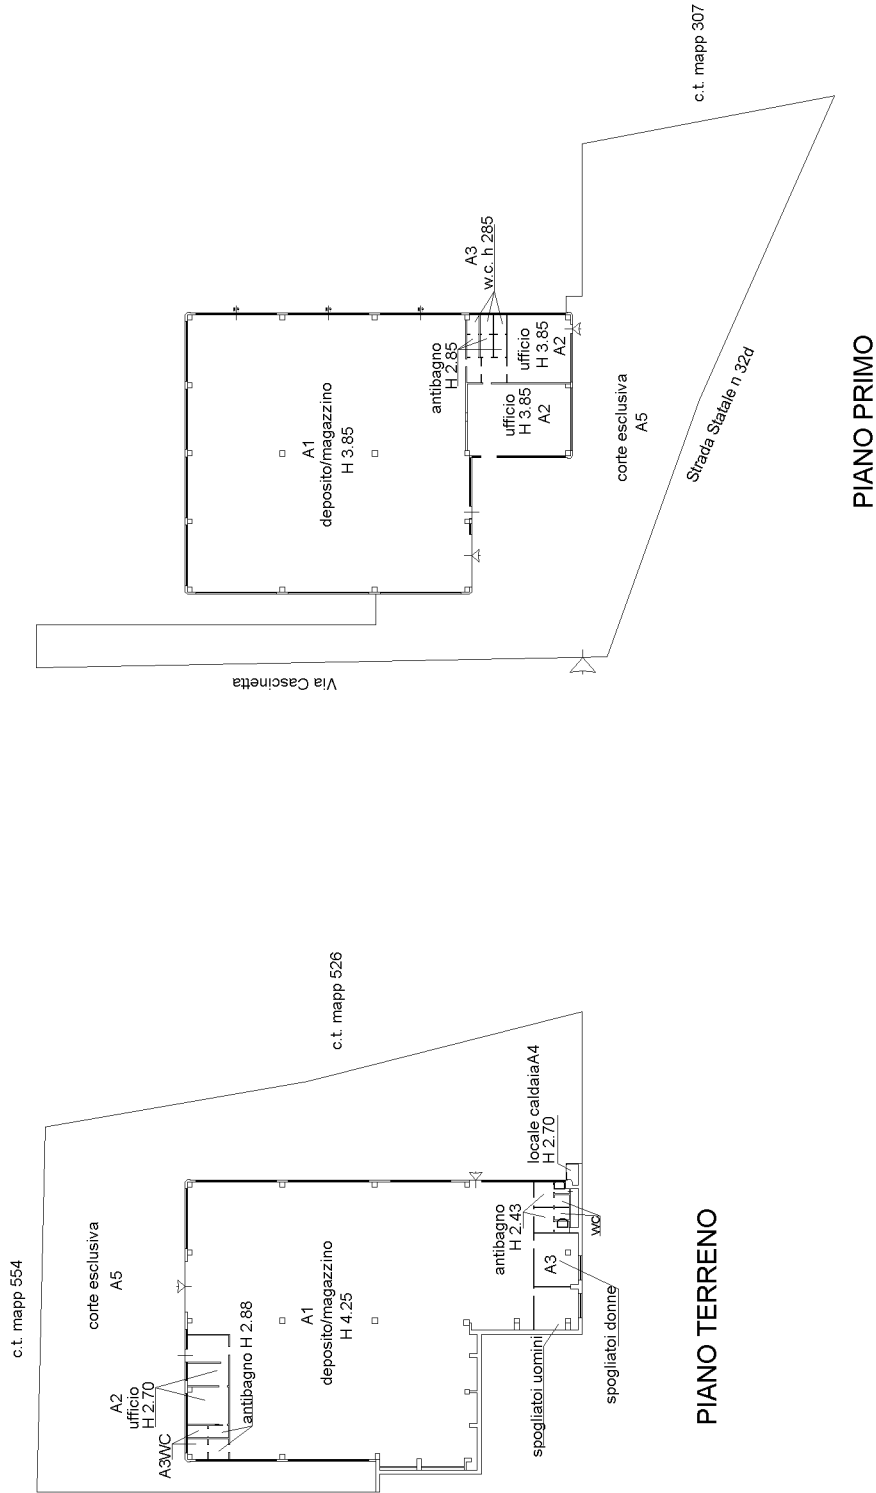 c.t. mapp 554
corte esclusiva
A5
c.t. mapp 526
A2
ufficio
H 2.70
A3WC
antibagno H 2.88
A1
deposito/magazzino
H 4.25
antibagno
H 2.43
locale caldaiaA4
H 2.70
wc
A3
spogliatoi uomini
spogliatoi donne
PIANO TERRENO
Via Cascinetta
A1
deposito/magazzino
H 3.85
antibagno
H 2.85
A3
w.c. h 285
ufficio
H 3.85
A2
ufficio
H 3.85
A2
corte esclusiva
A5
Strada Statale n 32d
c.t. mapp 307
PIANO PRIMO